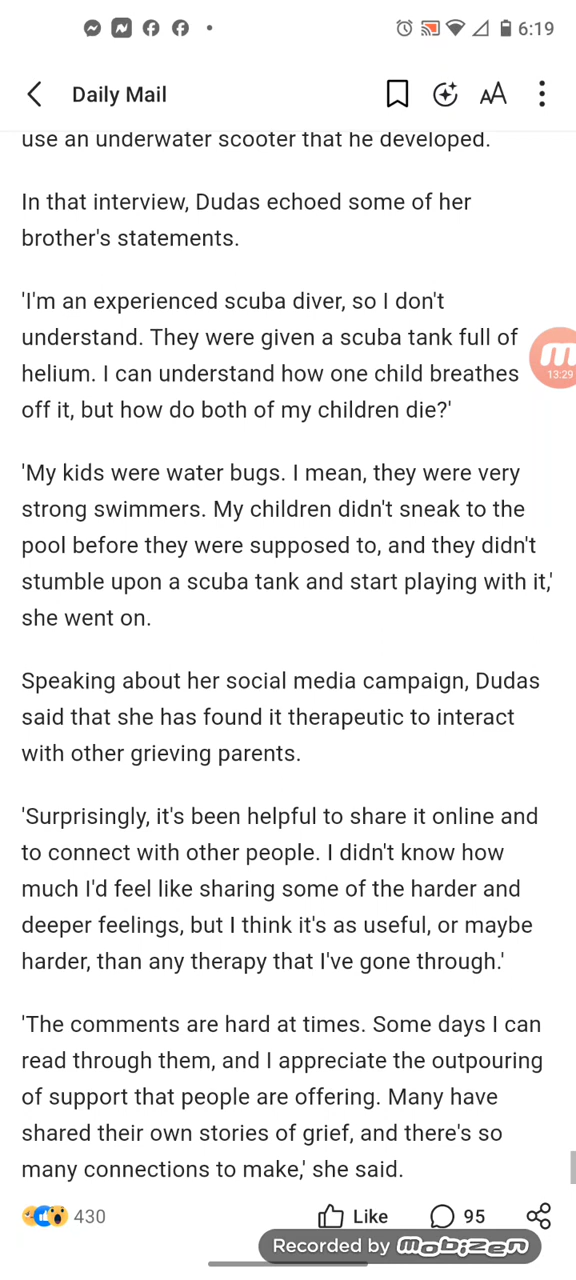 6:19
Daily Mail
AA
use an underwater scooter that he developed.
In that interview, Dudas echoed some of her
brother's statements.
'I'm an experienced scuba diver, so I don't
understand. They were given a scuba tank full of
helium. I can understand how one child breathes
off it, but how do both of my children die?'
13:29
'My kids were water bugs. I mean, they were very
strong swimmers. My children didn't sneak to the
pool before they were supposed to, and they didn't
stumble upon a scuba tank and start playing with it,'
she went on.
Speaking about her social media campaign, Dudas
said that she has found it therapeutic to interact
with other grieving parents.
'Surprisingly, it's been helpful to share it online and
to connect with other people. I didn't know how
much I'd feel like sharing some of the harder and
deeper feelings, but I think it's as useful, or maybe
harder, than any therapy that I've gone through.'
'The comments are hard at times. Some days I can
read through them, and I appreciate the outpouring
of support that people are offering. Many have
shared their own stories of grief, and there's so
many connections to make,' she said.
430 Like 95
Recorded by mobizen